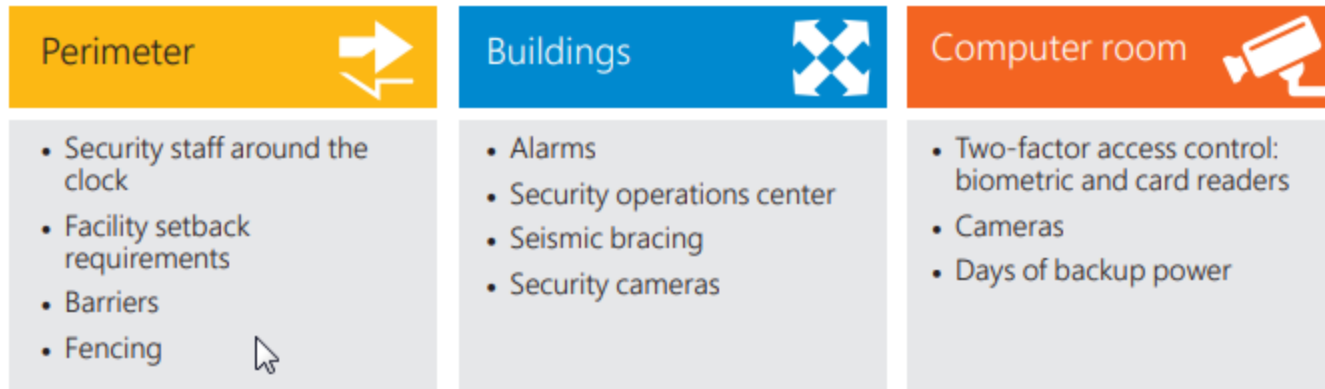 Perimeter
• Security staff around the
clock
• Facility setback
requirements
• Barriers
• Fencing
Buildings
• Alarms
• Security operations center
• Seismic bracing
• Security cameras
Computer room
• Two-factor access control:
biometric and card readers
• Cameras
• Days of backup power